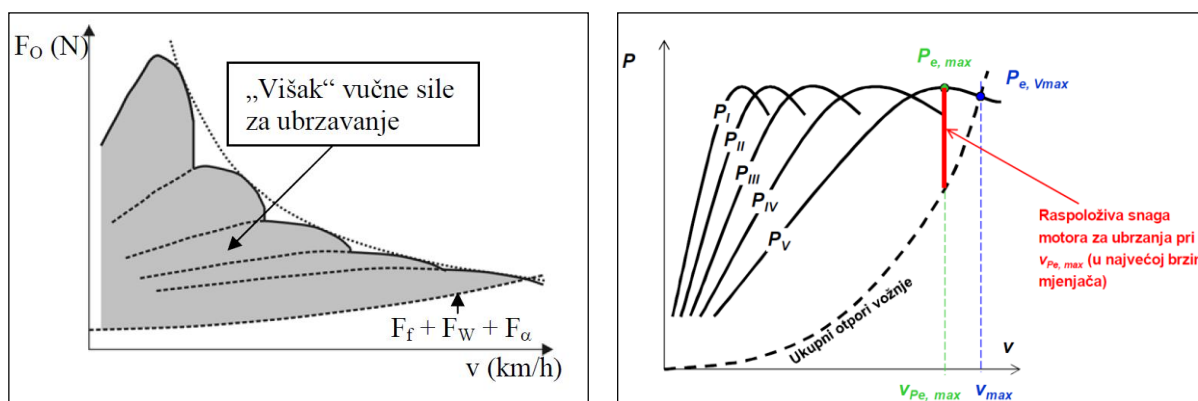 F_O (N)
„Višak“ vučne sile
za ubrzavanje
F_f + F_W + F_α
v (km/h)
P
P_e, max
P_e, Vmax
P_I
P_II
P_III
P_IV
P_V
Raspoloživa snaga
motora za ubrzanja pri
v_Pe, max (u najvećoj brzin
mjenjača)
Ukupni otpori vožnje
v
v_Pe, max
v_max